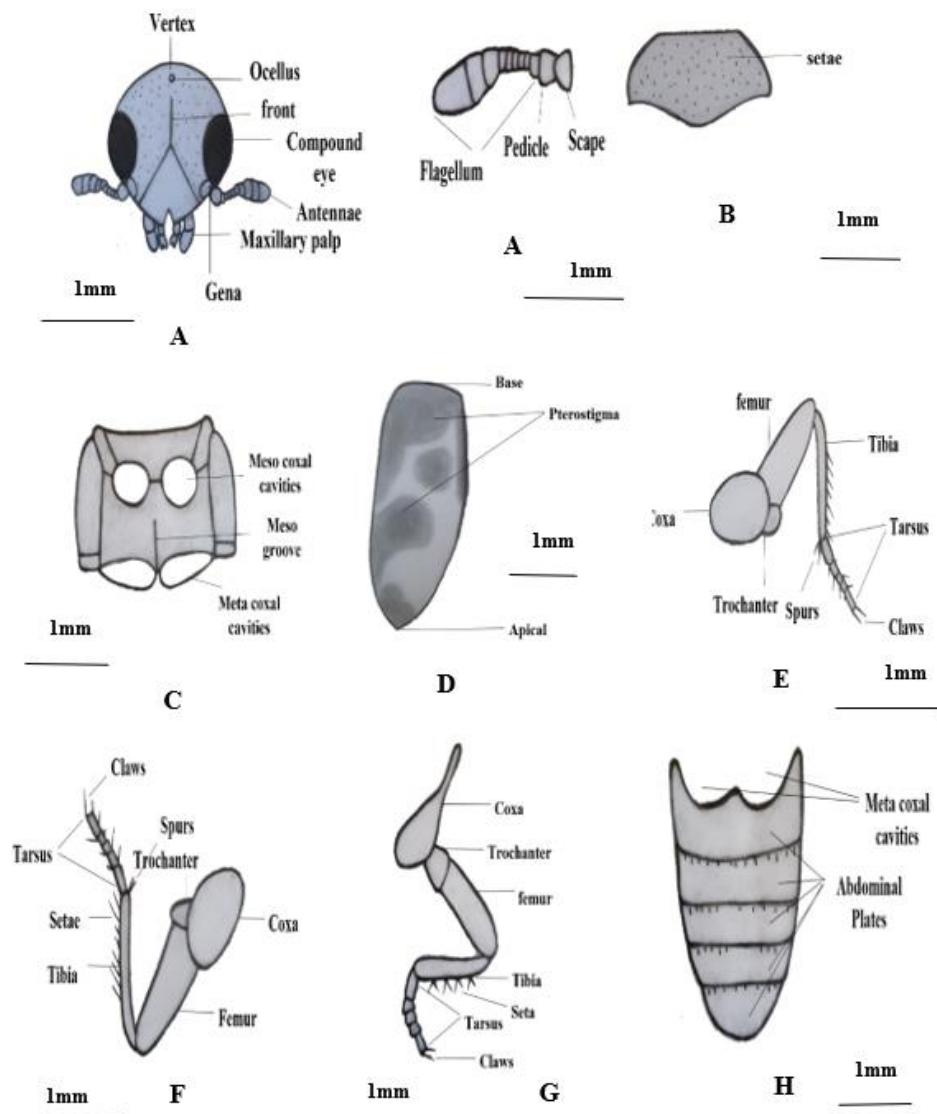 Vertex
Ocellus
front
Compound
eye
Antennae
Maxillary palp
Gena
1mm
A
Flagellum
Pedicle
Scape
A
1mm
setae
B
1mm
Meso coxal
cavities
Meso
groove
Meta coxal
cavities
1mm
C
Base
Pterostigma
1mm
Apical
D
femur
Tibia
oxa
Tarsus
Trochanter
Spurs
Claws
E
1mm
Claws
Spurs
Tarsus
Trochanter
Setae
Coxa
Tibia
Femur
1mm
F
Coxa
Trochanter
femur
Tibia
Seta
Tarsus
Claws
1mm
G
Meta coxal
cavities
Abdominal
Plates
1mm
H